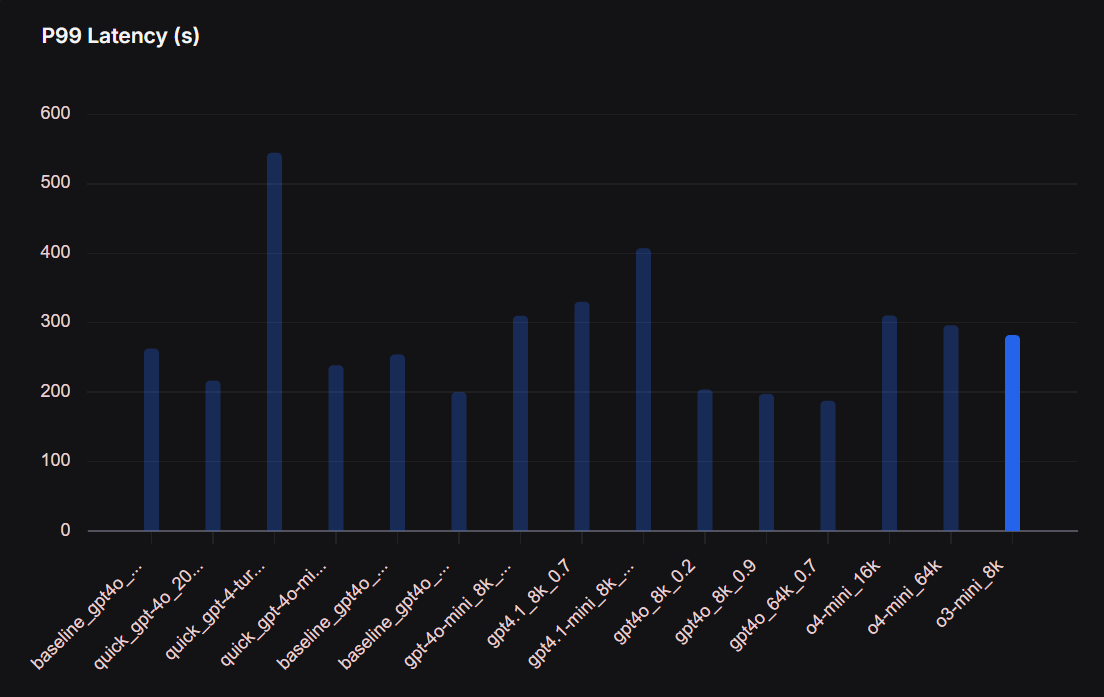 P99 Latency (s)
600
500
400
300
200
100
0
baseline_gpt4o_...
quick_gpt-4o_20...
quick_gpt-4-tur...
quick_gpt-4o-mi...
baseline_gpt4o_...
baseline_gpt4o_...
gpt-4o-mini_8k_...
gpt4.1_8k_0.7
gpt4.1-mini_8k_...
gpt4o_8k_0.2
gpt4o_8k_0.9
gpt4o_64k_0.7
o4-mini_16k
o4-mini_64k
o3-mini_8k